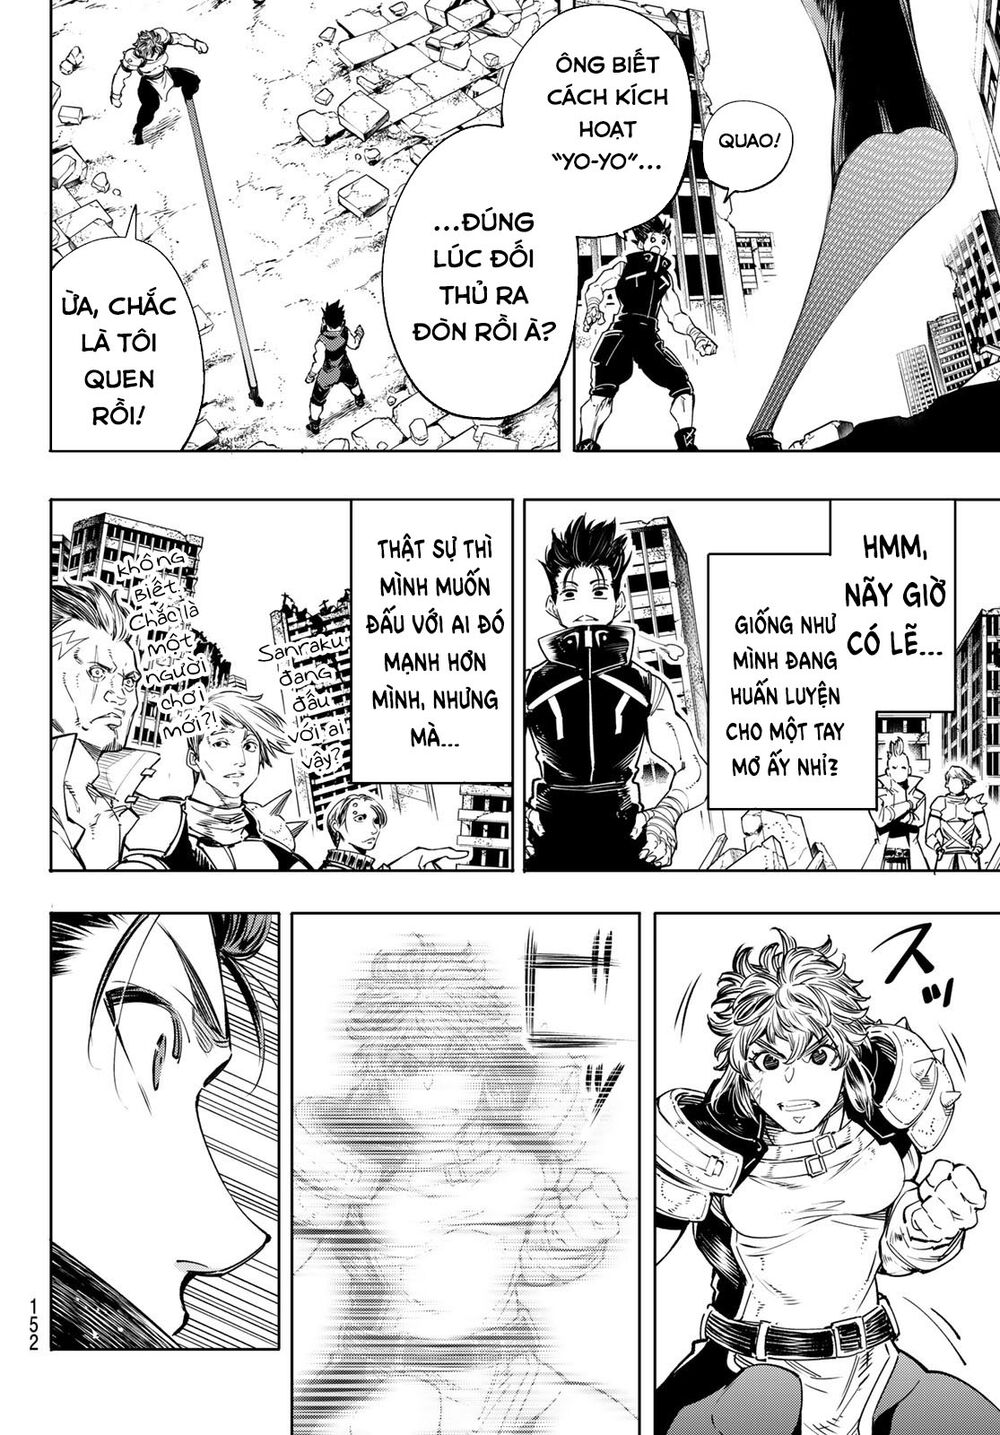 QUAO!
ÔNG BIẾT
CÁCH KÍCH
HOẠT
"YO-YO"...
...ĐÚNG
LÚC ĐỐI
THỦ RA
ĐÒN RỒI À?
ỪA, CHẮC
LÀ TÔI
QUEN
RỒI!
HMM,
NÃY GIỜ
CÓ LẼ...
GIỐNG NHƯ
MÌNH ĐANG
HUẤN LUYỆN
CHO MỘT TAY
MƠ ẤY NHỈ?
THẬT SỰ THÌ
MÌNH MUỐN
ĐẤU VỚI AI ĐÓ
MẠNH HƠN
MÌNH, NHƯNG
MÀ...
Sanraku
đang
đấu
với ai
vậy?
Không
Biết.
Chắc là
một
người
chơi
mới?!
スッ
152